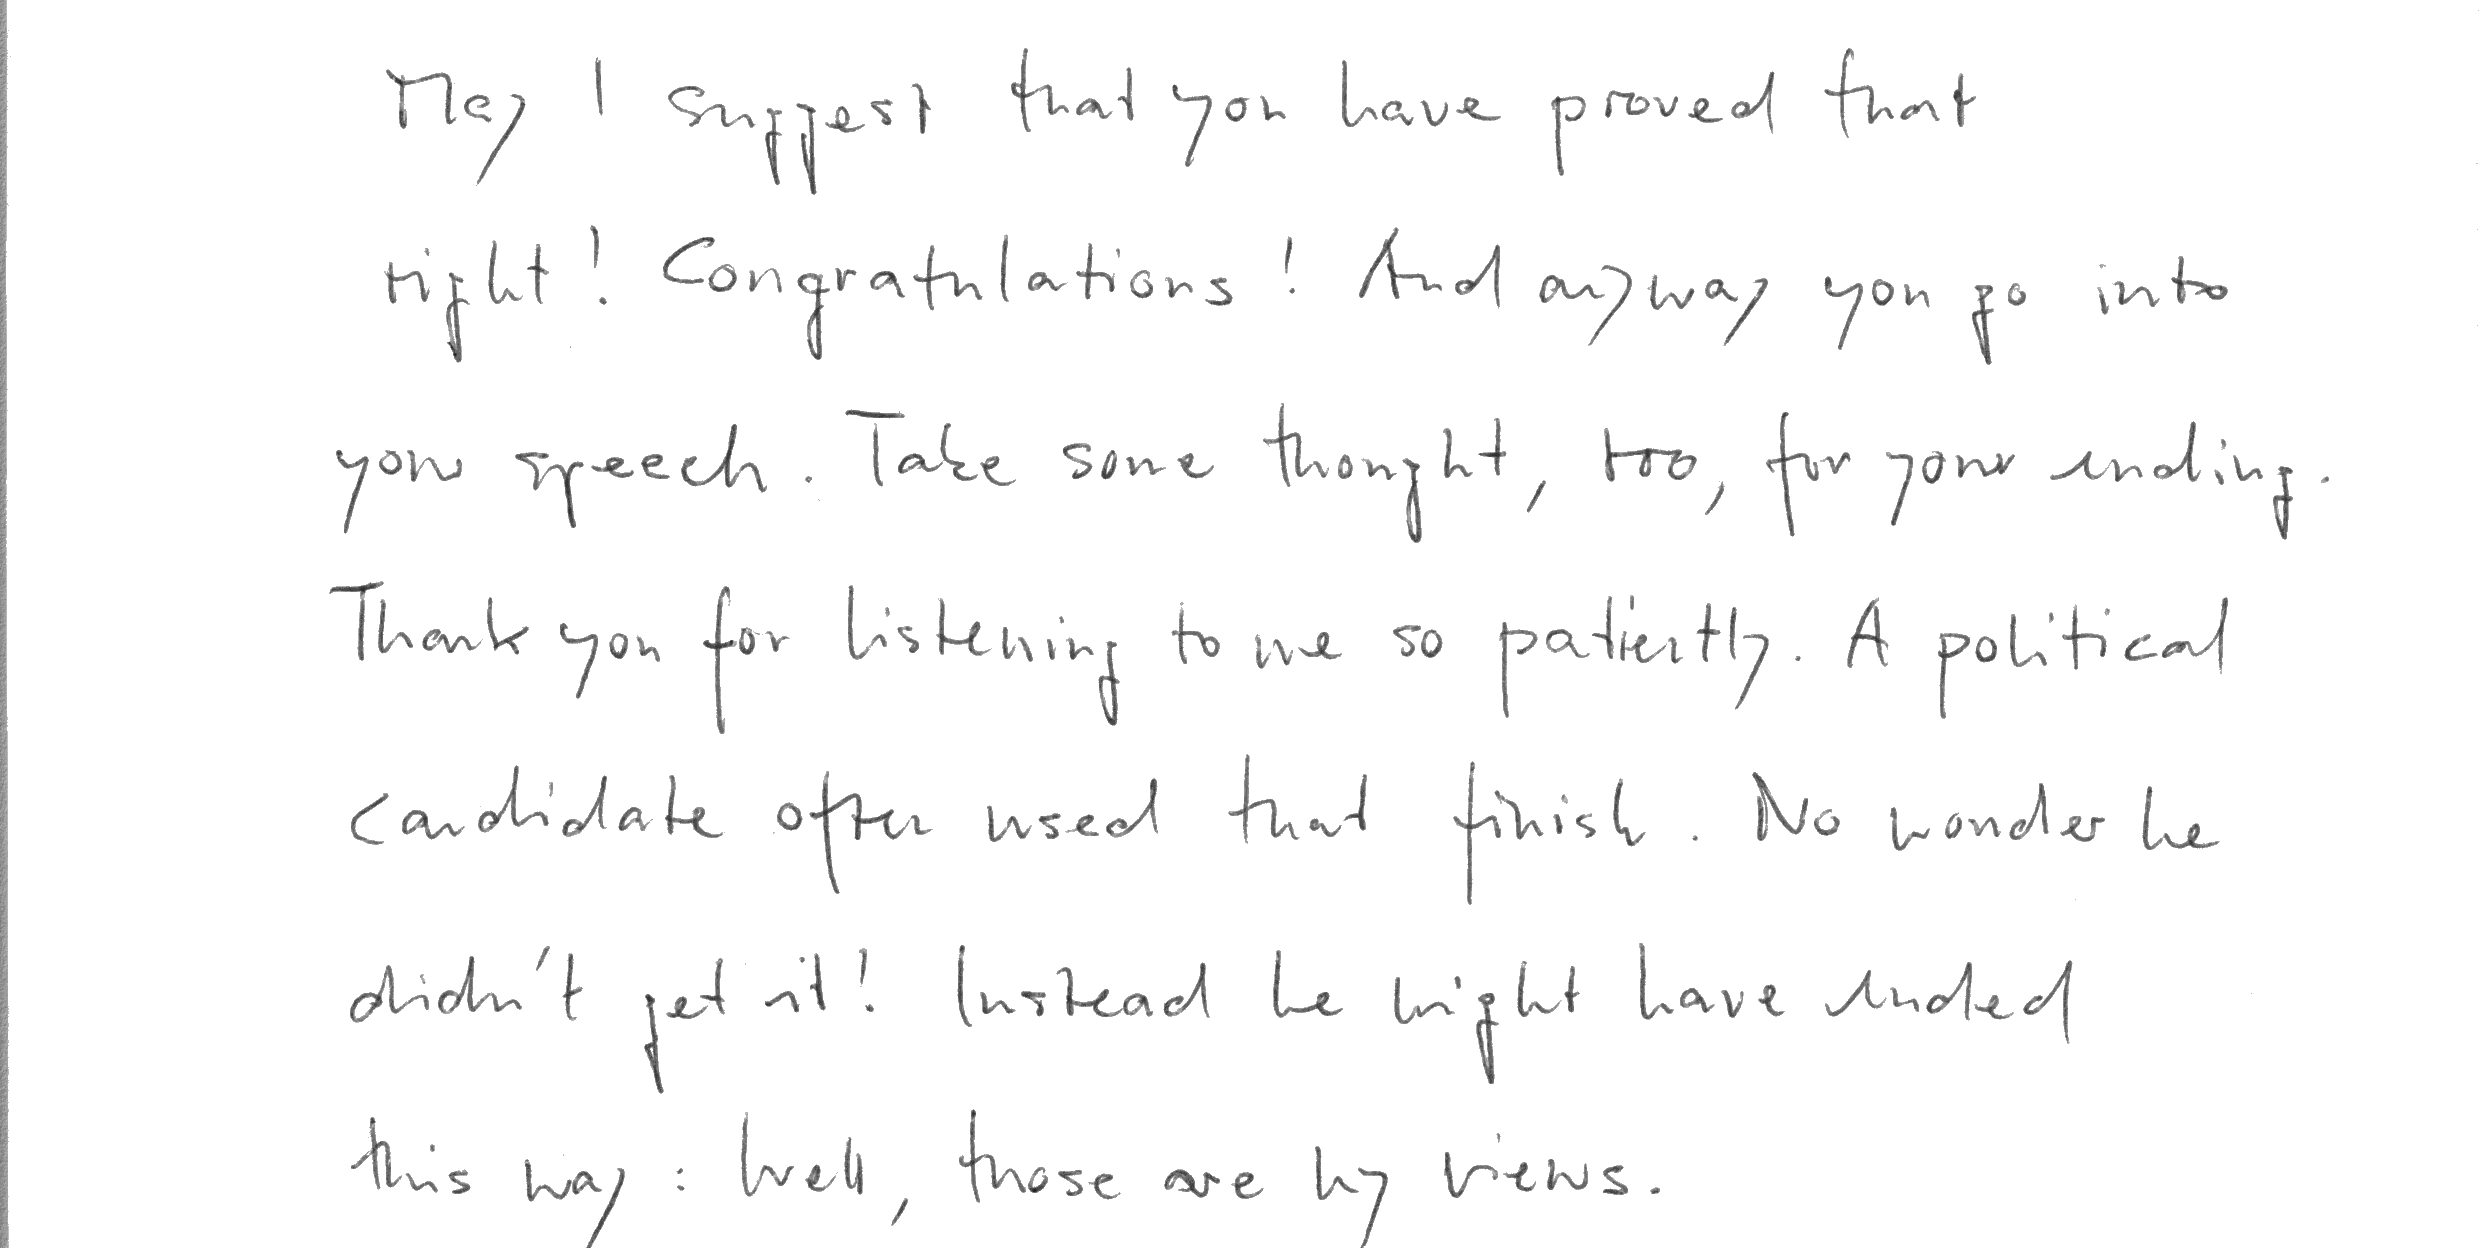 May I suggest that you have proved that
right! Congratulations! And anyway you go into
your speech. Take some thought, too, for your ending.
Thank you for listening to me so patiently. A political
candidate often used that finish. No wonder he
didn't get it! Instead he might have ended
this way: Well, those are my views.